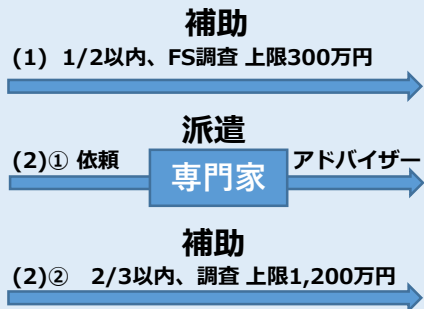 補助
(1) 1/2以内、FS調査 上限300万円
派遣
(2)① 依頼 専門家 アドバイザー
補助
(2)② 2/3以内、調査 上限1,200万円